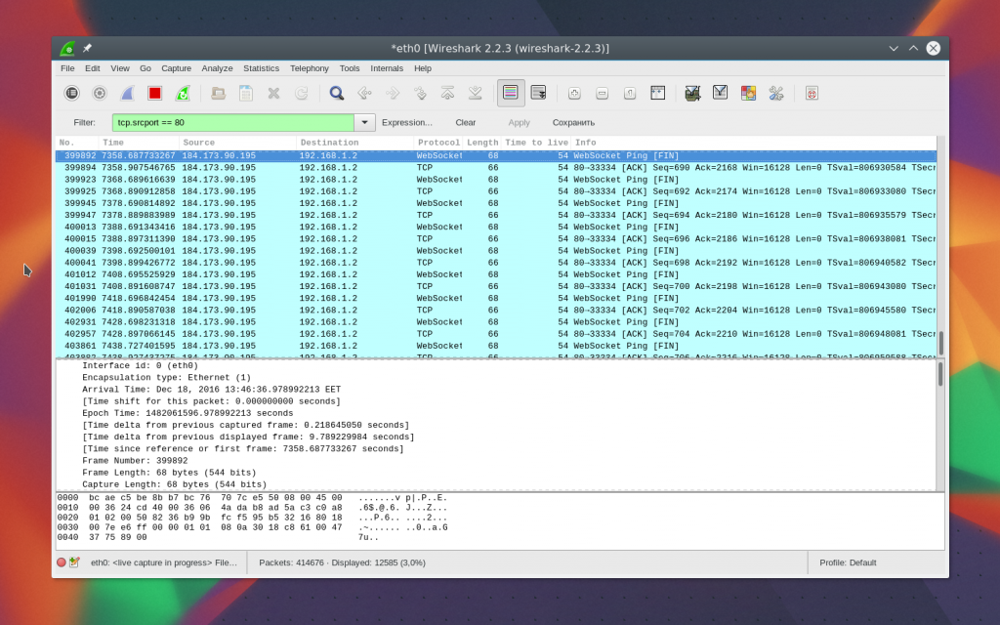 *eth0 [Wireshark 2.2.3 (wireshark-2.2.3)]
File Edit View Go Capture Analyze Statistics Telephony Tools Internals Help
Filter: tcp.srcport == 80 Expression... Clear Apply Сохранить
No. Time Source Destination Protocol Length Time to live Info
399892 7358.687733267 184.173.90.195 192.168.1.2 WebSocket 68 54 WebSocket Ping [FIN]
399894 7358.907546765 184.173.90.195 192.168.1.2 TCP 66 54 80→33334 [ACK] Seq=690 Ack=2168 Win=16128 Len=0 TSval=806930584 TSecr
399923 7368.689616639 184.173.90.195 192.168.1.2 WebSocket 68 54 WebSocket Ping [FIN]
399925 7368.890912858 184.173.90.195 192.168.1.2 TCP 66 54 80→33334 [ACK] Seq=692 Ack=2174 Win=16128 Len=0 TSval=806933080 TSecr
399945 7378.690814892 184.173.90.195 192.168.1.2 WebSocket 68 54 WebSocket Ping [FIN]
399947 7378.889883989 184.173.90.195 192.168.1.2 TCP 66 54 80→33334 [ACK] Seq=694 Ack=2180 Win=16128 Len=0 TSval=806935579 TSecr
400013 7388.691343416 184.173.90.195 192.168.1.2 WebSocket 68 54 WebSocket Ping [FIN]
400015 7388.897311390 184.173.90.195 192.168.1.2 TCP 66 54 80→33334 [ACK] Seq=696 Ack=2186 Win=16128 Len=0 TSval=806938081 TSecr
400039 7398.692500101 184.173.90.195 192.168.1.2 WebSocket 68 54 WebSocket Ping [FIN]
400041 7398.899426772 184.173.90.195 192.168.1.2 TCP 66 54 80→33334 [ACK] Seq=698 Ack=2192 Win=16128 Len=0 TSval=806940582 TSecr
401012 7408.695525929 184.173.90.195 192.168.1.2 WebSocket 68 54 WebSocket Ping [FIN]
401031 7408.891608747 184.173.90.195 192.168.1.2 TCP 66 54 80→33334 [ACK] Seq=700 Ack=2198 Win=16128 Len=0 TSval=806943080 TSecr
401990 7418.696842454 184.173.90.195 192.168.1.2 WebSocket 68 54 WebSocket Ping [FIN]
402006 7418.890587038 184.173.90.195 192.168.1.2 TCP 66 54 80→33334 [ACK] Seq=702 Ack=2204 Win=16128 Len=0 TSval=806945580 TSecr
402931 7428.698231318 184.173.90.195 192.168.1.2 WebSocket 68 54 WebSocket Ping [FIN]
402957 7428.897066145 184.173.90.195 192.168.1.2 TCP 66 54 80→33334 [ACK] Seq=704 Ack=2210 Win=16128 Len=0 TSval=806948081 TSecr
403861 7438.727401595 184.173.90.195 192.168.1.2 WebSocket 68 54 WebSocket Ping [FIN]
184.173.90.195 192.168.1.2 TCP 66 54 80→33334 [ACK]
Interface id: 0 (eth0)
Encapsulation type: Ethernet (1)
Arrival Time: Dec 18, 2016 13:46:36.978992213 EET
[Time shift for this packet: 0.000000000 seconds]
Epoch Time: 1482061596.978992213 seconds
[Time delta from previous captured frame: 0.218645050 seconds]
[Time delta from previous displayed frame: 9.789229984 seconds]
[Time since reference or first frame: 7358.687733267 seconds]
Frame Number: 399892
Frame Length: 68 bytes (544 bits)
Capture Length: 68 bytes (544 bits)
0000 bc ae c5 be 8b b7 bc 76 70 7c e5 50 08 00 45 00 .......v p|.P..E.
0010 00 36 24 cd 40 00 36 06 4a da b8 ad 5a c3 c0 a8 .6$.@.6. J...Z...
0020 01 02 00 50 82 36 b9 9b fc f5 95 b5 32 16 80 18 ...P.6.. ....2...
0030 00 7e e6 ff 00 00 01 01 08 0a 30 18 c8 61 00 47 .~...... ..0..a.G
0040 37 75 89 00 7u..
eth0: <live capture in progress> File... Packets: 414676 · Displayed: 12585 (3,0%) Profile: Default